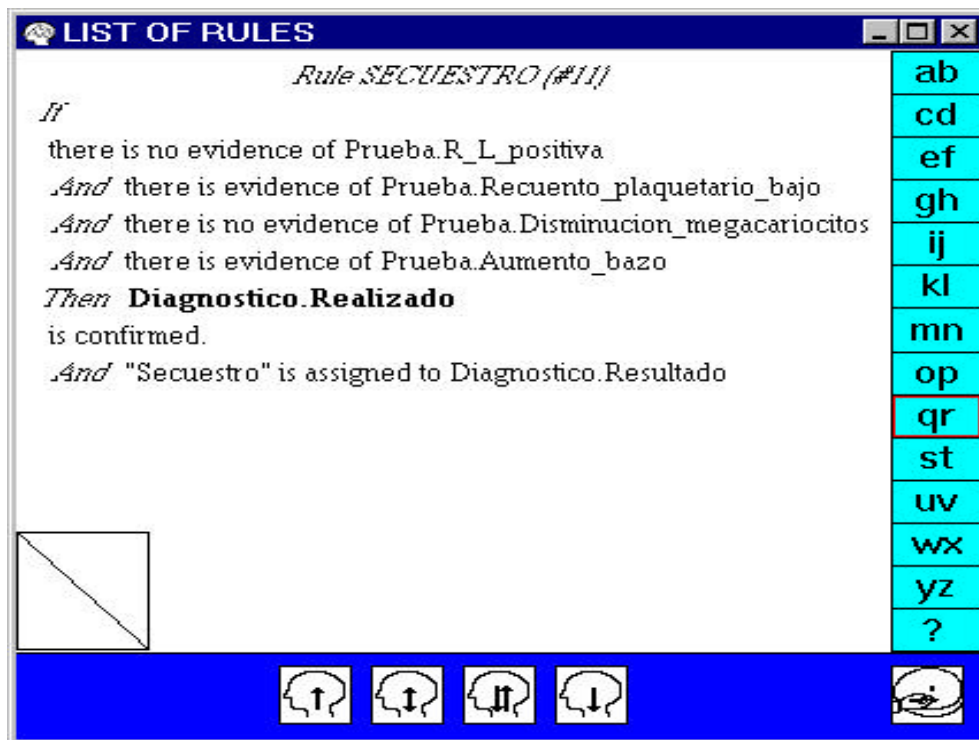 LIST OF RULES
Rule SECUESTRO (#11)
If
there is no evidence of Prueba.R_L_positiva
And there is evidence of Prueba.Recuento_plaquetario_bajo
And there is no evidence of Prueba.Disminucion_megacariocitos
And there is evidence of Prueba.Aumento_bazo
Then Diagnostico.Realizado
is confirmed.
And "Secuestro" is assigned to Diagnostico.Resultado
ab
cd
ef
gh
ij
kl
mn
op
qr
st
uv
wx
yz
?